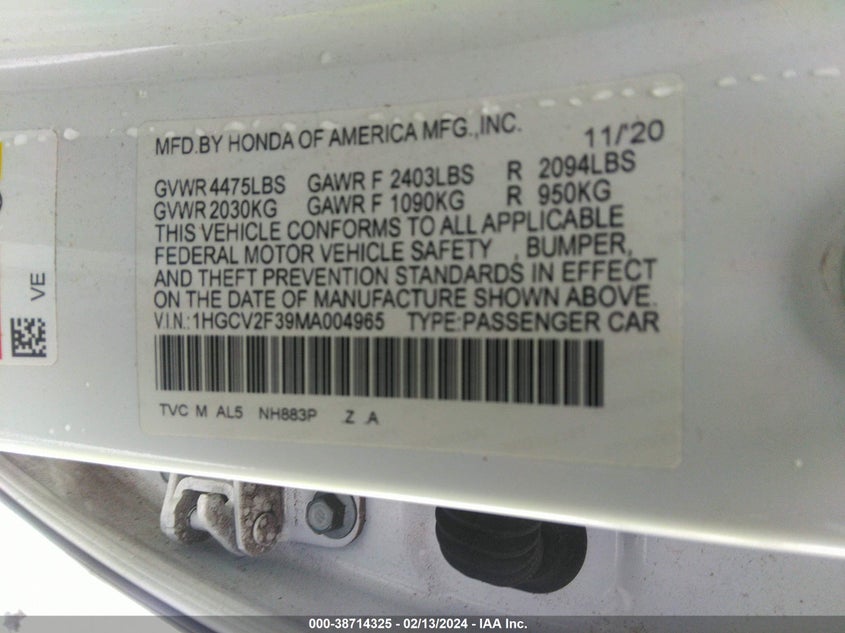 MFD.BY HONDA OF AMERICA MFG.,INC. 11/'20
GVWR 4475LBS GAWR F 2403LBS R 2094LBS
GVWR 2030KG GAWR F 1090KG R 950KG
THIS VEHICLE CONFORMS TO ALL APPLICABLE
FEDERAL MOTOR VEHICLE SAFETY , BUMPER,
AND THEFT PREVENTION STANDARDS IN EFFECT
ON THE DATE OF MANUFACTURE SHOWN ABOVE.
V.I.N.:1HGCV2F39MA004965 TYPE:PASSENGER CAR
TVC M AL5 NH883P .Z .A
VE
000-38714325 - 02/13/2024 - IAA Inc.